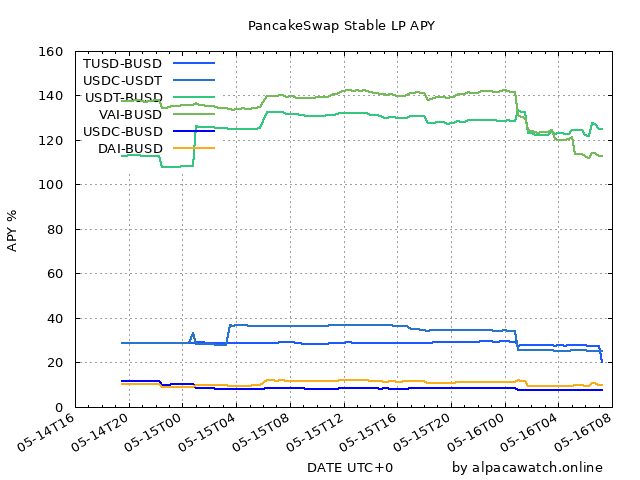 PancakeSwap Stable LP APY
160
140
120
100
80
60
40
20
0
APY %
TUSD-BUSD
USDC-USDT
USDT-BUSD
VAI-BUSD
USDC-BUSD
DAI-BUSD
05-14T16
05-14T20
05-15T00
05-15T04
05-15T08
05-15T12
05-15T16
05-15T20
05-16T00
05-16T04
05-16T08
DATE UTC+0
by alpacawatch.online